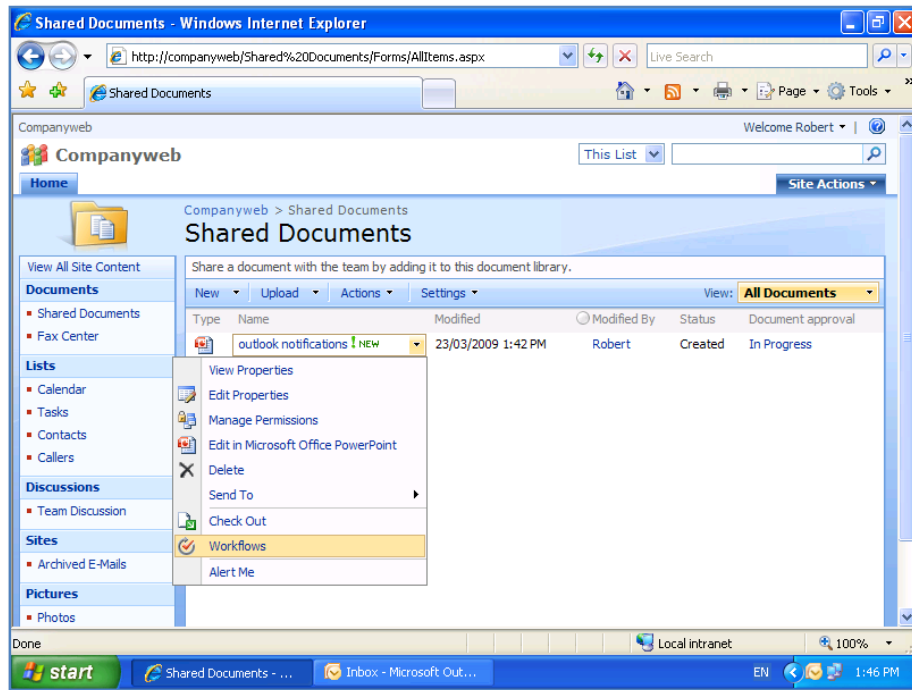 Shared Documents - Windows Internet Explorer
http://companyweb/Shared%20Documents/Forms/AllItems.aspx
Live Search
Shared Documents
Page
Tools
»
Companyweb
Welcome Robert
Companyweb
This List
Home
Site Actions
Companyweb > Shared Documents
Shared Documents
View All Site Content
Share a document with the team by adding it to this document library.
Documents
New Upload Actions Settings View: All Documents
Shared Documents
Type Name Modified Modified By Status Document approval
Fax Center
outlook notifications ! NEW 23/03/2009 1:42 PM Robert Created In Progress
Lists
View Properties
Calendar
Edit Properties
Tasks
Manage Permissions
Contacts
Edit in Microsoft Office PowerPoint
Callers
Delete
Discussions
Send To
Team Discussion
Check Out
Sites
Workflows
Archived E-Mails
Alert Me
Pictures
Photos
Done Local intranet 100%
start Shared Documents - ... Inbox - Microsoft Out... EN 1:46 PM